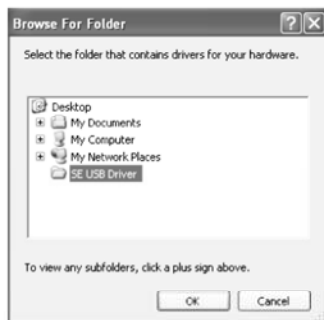 Browse For Folder
Select the folder that contains drivers for your hardware.
Desktop
My Documents
My Computer
My Network Places
SE USB Driver
To view any subfolders, click a plus sign above.
OK
Cancel